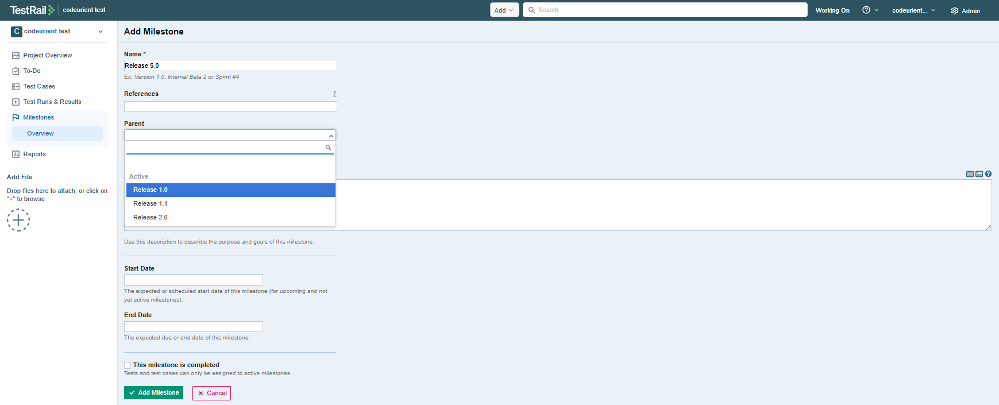 TestRail codeurient test
Add
Search
Working On
codeurient...
Admin
C codeurient test
Project Overview
To-Do
Test Cases
Test Runs & Results
Milestones
Overview
Reports
Add File
Drop files here to attach, or click on
"+" to browse
Add Milestone
Name *
Release 5.0
Ex: Version 1.0, Internal Beta 2 or Sprint #4
References ?
Parent
Active
Release 1.0
Release 1.1
Release 2.0
Use this description to describe the purpose and goals of this milestone.
Start Date
The expected or scheduled start date of this milestone (for upcoming and not
yet active milestones).
End Date
The expected due or end date of this milestone.
This milestone is completed
Tests and test cases can only be assigned to active milestones.
Add Milestone
Cancel